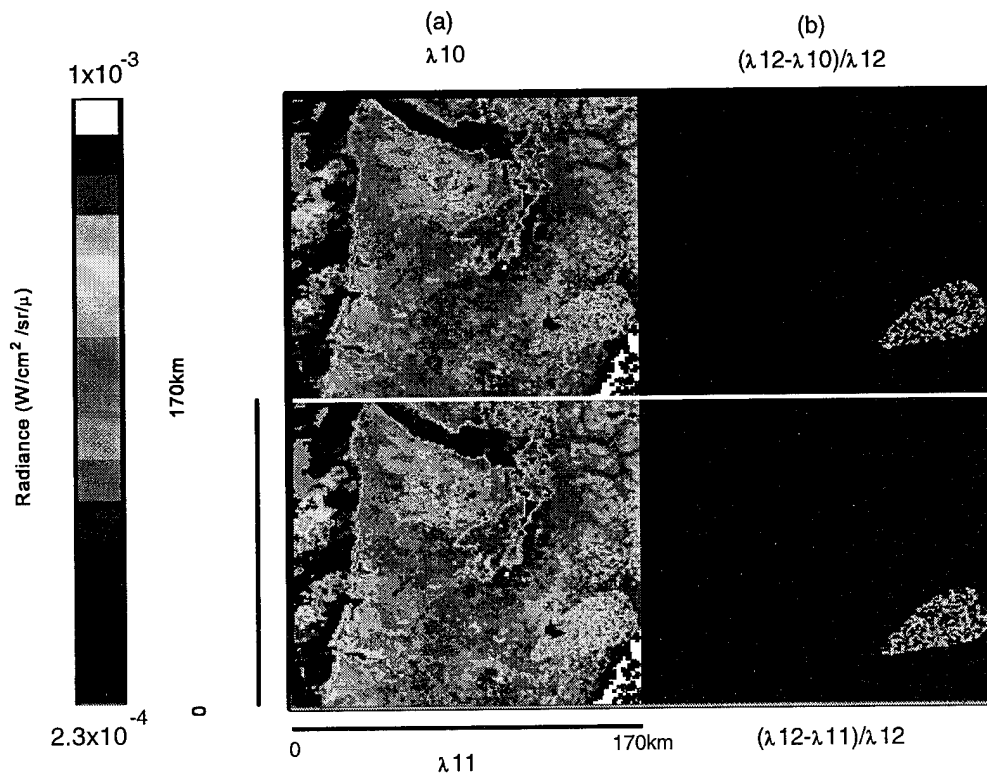 (a)
λ10
(b)
(λ12-λ10)/λ12
1x10⁻³
Radiance (W/cm² /sr/μ)
2.3x10⁻⁴
170km
0
0
170km
λ11
(λ12-λ11)/λ12